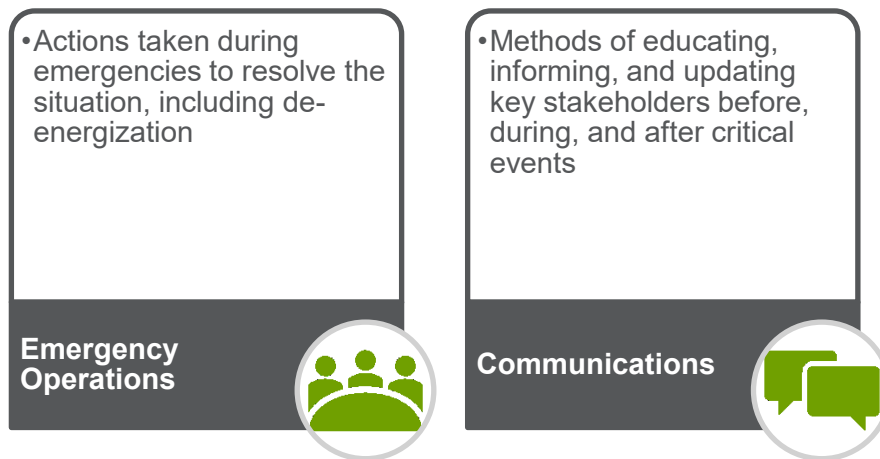 •Actions taken during
emergencies to resolve the
situation, including de-
energization
Emergency
Operations
•Methods of educating,
informing, and updating
key stakeholders before,
during, and after critical
events
Communications